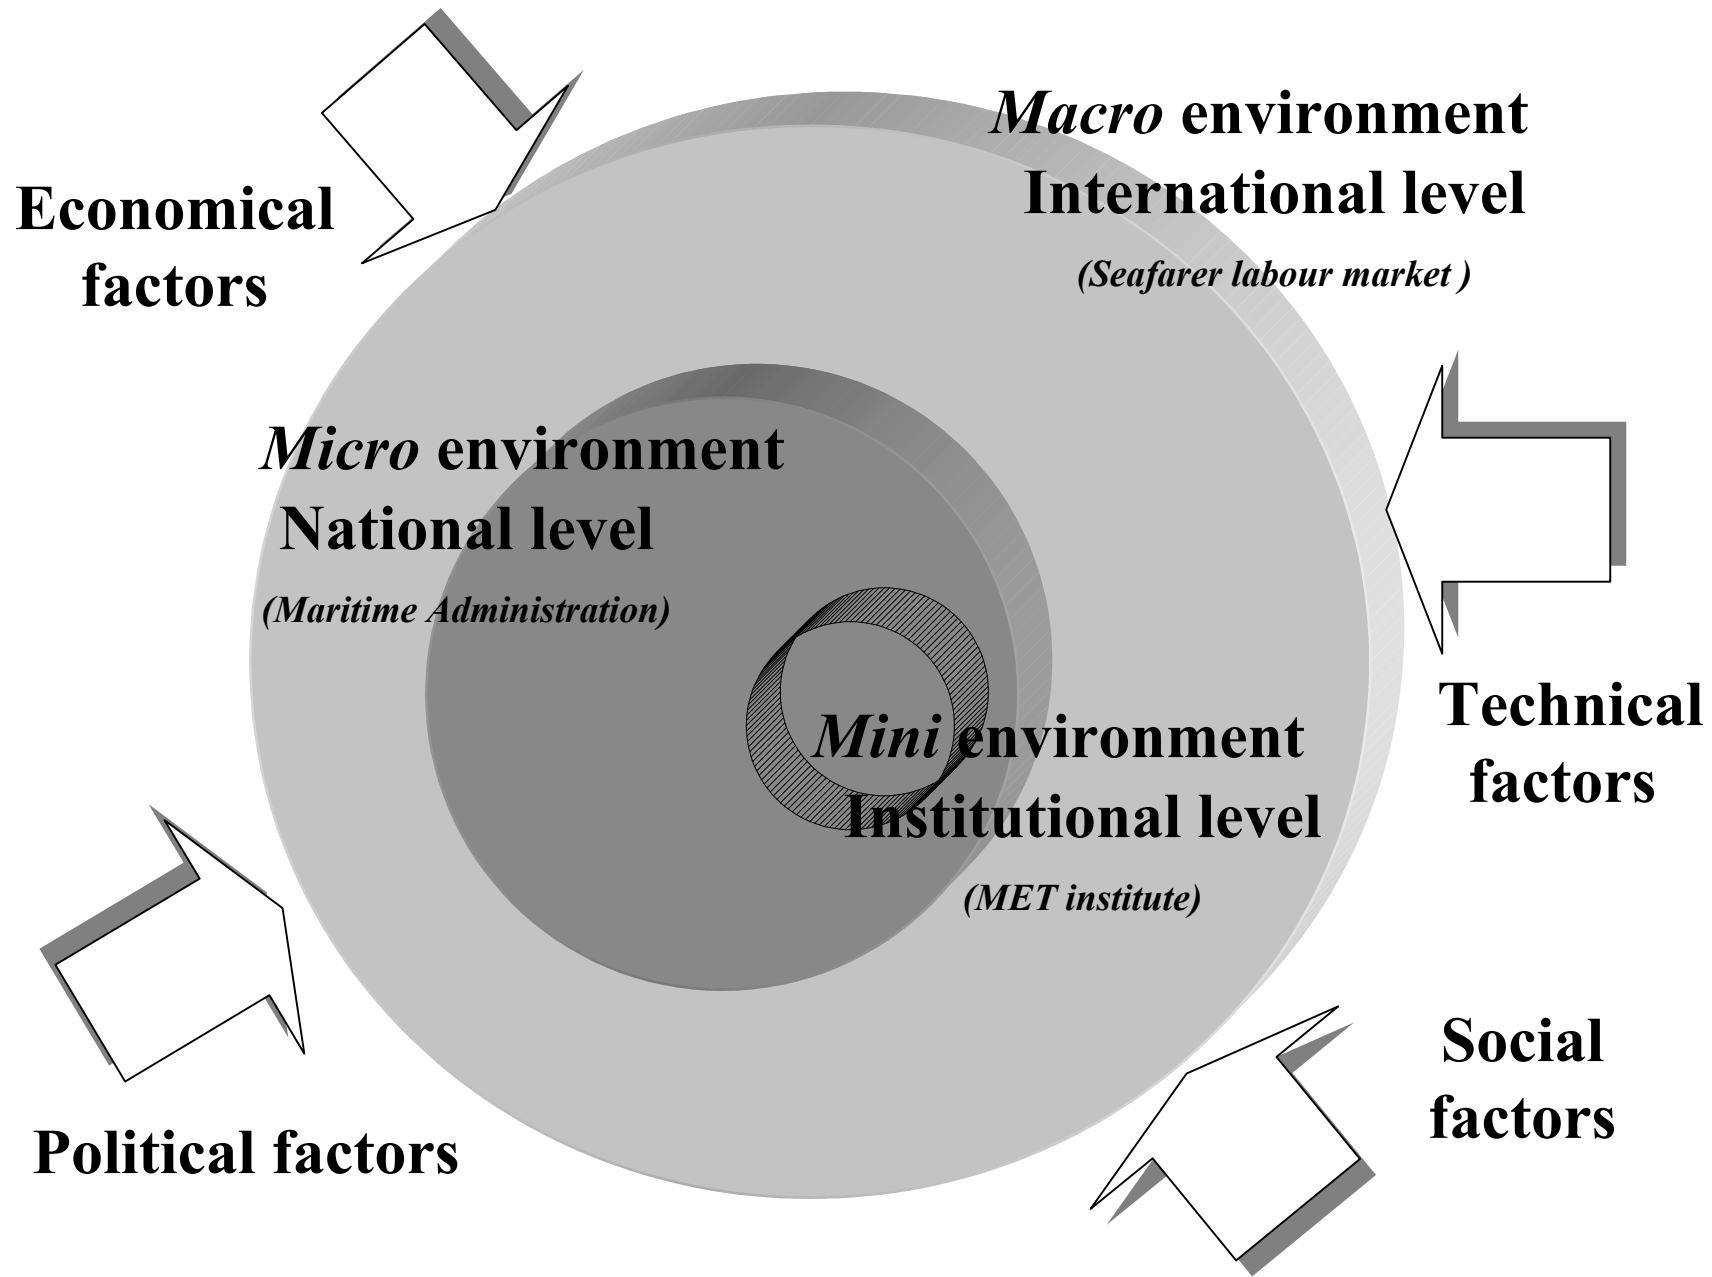 Macro environment
International level
(Seafarer labour market )
Economical
factors
Micro environment
National level
(Maritime Administration)
Mini environment
Institutional level
(MET institute)
Technical
factors
Social
factors
Political factors